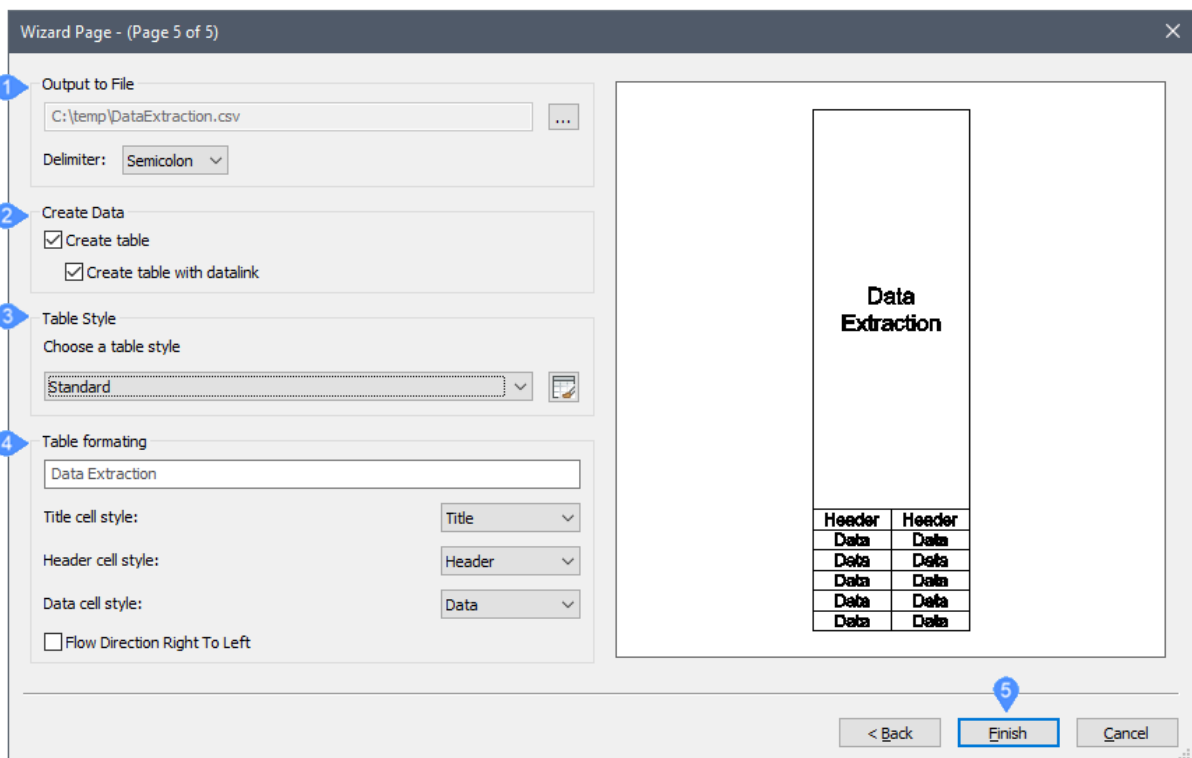 Wizard Page - (Page 5 of 5)
1
Output to File
C:\temp\DataExtraction.csv
...
Delimiter: Semicolon
2
Create Data
Create table
Create table with datalink
3
Table Style
Choose a table style
Standard
4
Table formating
Data Extraction
Title cell style: Title
Header cell style: Header
Data cell style: Data
Flow Direction Right To Left
Data
Extraction
Header Header
Data Data
Data Data
Data Data
Data Data
Data Data
5
< Back Finish Cancel